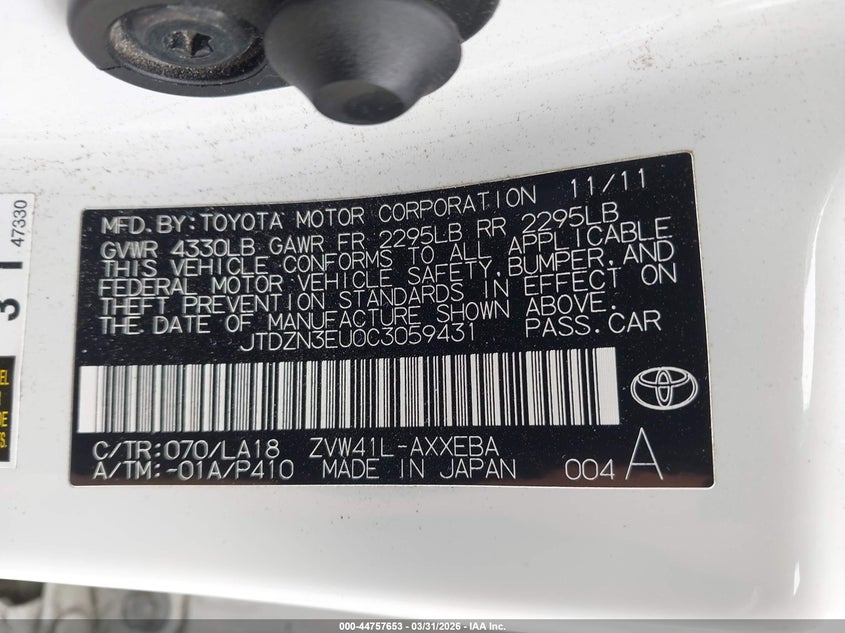 MFD. BY: TOYOTA MOTOR CORPORATION 11/11
GVWR 4330LB GAWR FR 2295LB RR 2295LB
THIS VEHICLE CONFORMS TO ALL APPLICABLE
FEDERAL MOTOR VEHICLE SAFETY, BUMPER, AND
THEFT PREVENTION STANDARDS IN EFFECT ON
THE DATE OF MANUFACTURE SHOWN ABOVE.
JTDZN3EU0C3059431 PASS. CAR
C/TR: 070/LA18 ZVW41L-AXXEBA
A/TM: -01A/P410 MADE IN JAPAN 004 A
47330
000-44757653 - 03/31/2026 - IAA Inc.